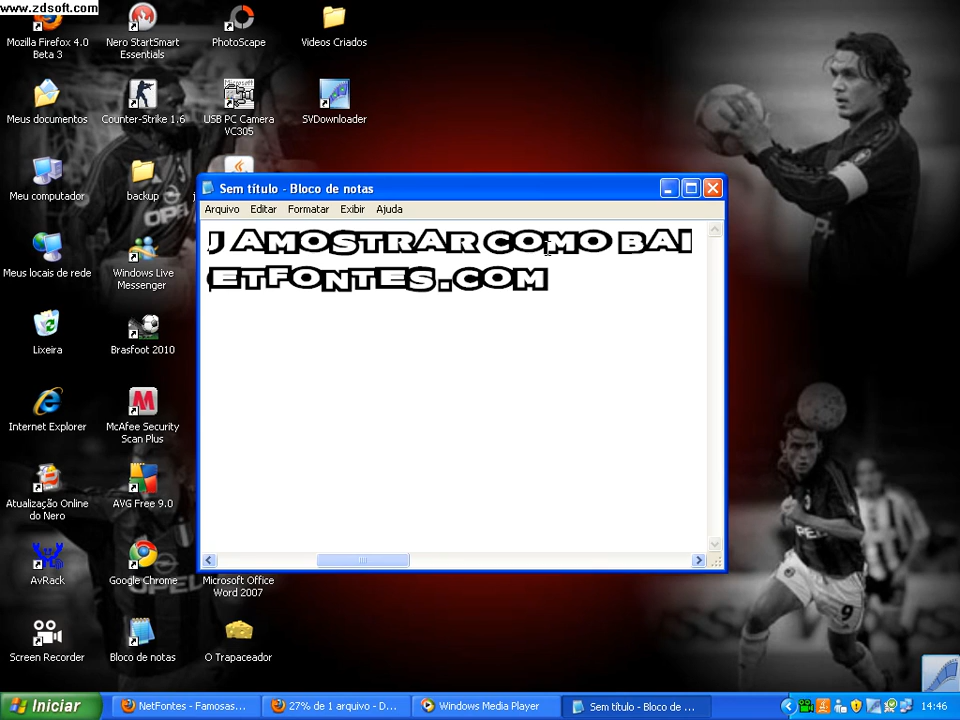 www.zdsoft.com
Mozilla Firefox 4.0
Beta 3
Nero StartSmart
Essentials
PhotoScape
Videos Criados
Meus documentos
Counter-Strike 1.6
USB PC Camera
VC305
SVDownloader
Meu computador
backup
Meus locais de rede
Windows Live
Messenger
Lixeira
Brasfoot 2010
Internet Explorer
McAfee Security
Scan Plus
Atualização Online
do Nero
AVG Free 9.0
AvRack
Google Chrome
Microsoft Office
Word 2007
Screen Recorder
Bloco de notas
O Trapaceador
Sem título - Bloco de notas
Arquivo Editar Formatar Exibir Ajuda
U AMOSTRAR COMO BAI
ETFONTES.COM
OPEL
9
Iniciar
NetFontes - Famosas...
27% de 1 arquivo - D...
Windows Media Player
Sem título - Bloco de ...
14:46